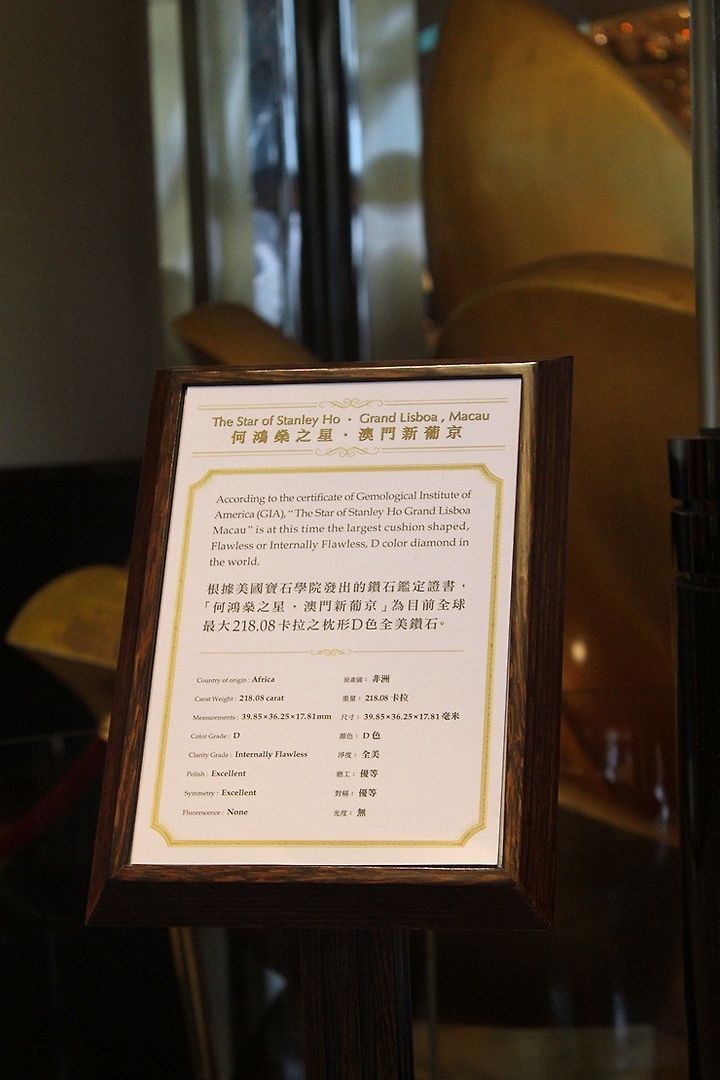 The Star of Stanley Ho · Grand Lisboa , Macau
何鴻燊之星 · 澳門新葡京
According to the certificate of Gemological Institute of
America (GIA), “The Star of Stanley Ho Grand Lisboa
Macau” is at this time the largest cushion shaped,
Flawless or Internally Flawless, D color diamond in
the world.
根據美國寶石學院發出的鑽石鑑定證書，
「何鴻燊之星 · 澳門新葡京」為目前全球
最大218.08卡拉之枕形D色全美鑽石。
Country of origin : Africa 原產國： 非洲
Carat Weight : 218.08 carat 重量： 218.08 卡拉
Measurements : 39.85×36.25×17.81mm 尺寸： 39.85×36.25×17.81 毫米
Color Grade : D 顏色： D 色
Clarity Grade : Internally Flawless 淨度： 全美
Polish : Excellent 磨工： 優等
Symmetry : Excellent 對稱： 優等
Fluorescence : None 光度： 無